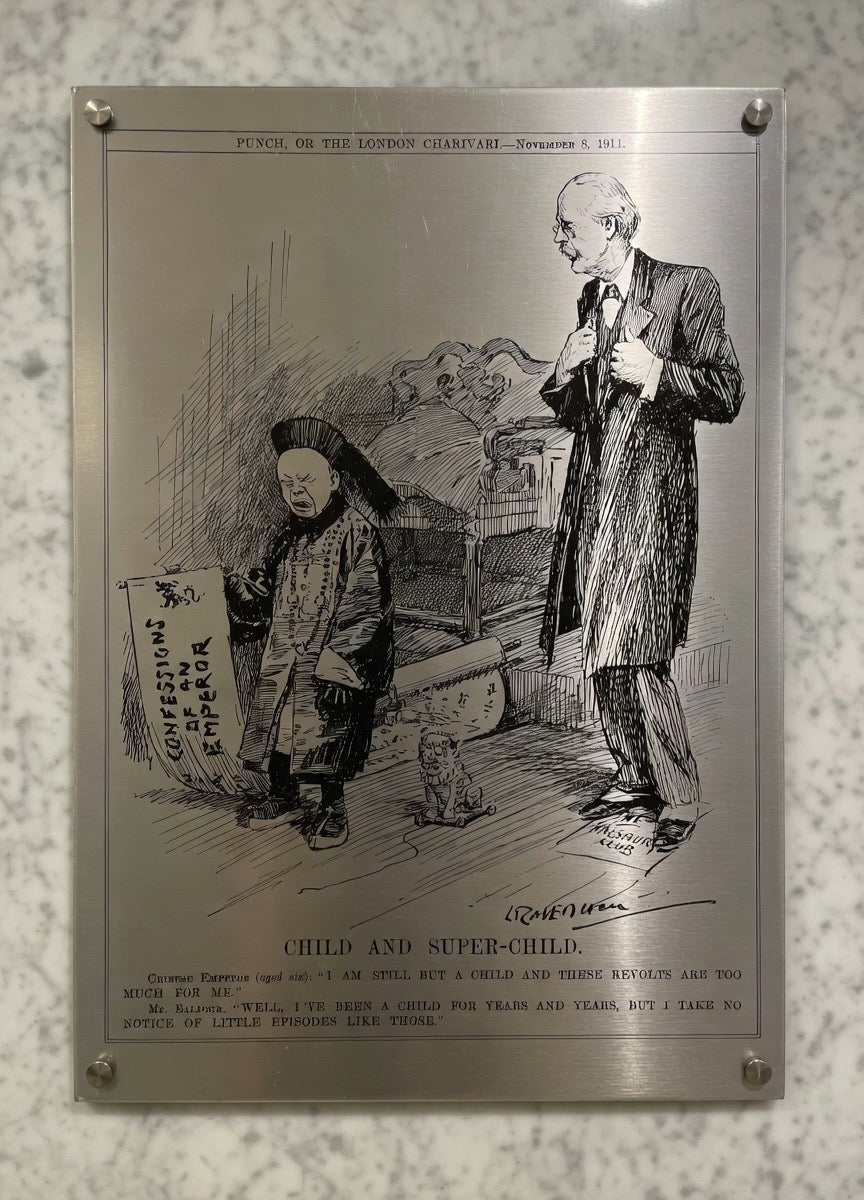 PUNCH, OR THE LONDON CHARIVARI.—NOVEMBER 8, 1911.
CONFESSIONS
OF AN
EMPEROR
CLUB
CHILD AND SUPER-CHILD.
CHINESE EMPEROR (aged six): "I AM STILL BUT A CHILD AND THESE REVOLTS ARE TOO
MUCH FOR ME."
MR. BALFOUR. "WELL, I'VE BEEN A CHILD FOR YEARS AND YEARS, BUT I TAKE NO
NOTICE OF LITTLE EPISODES LIKE THOSE."